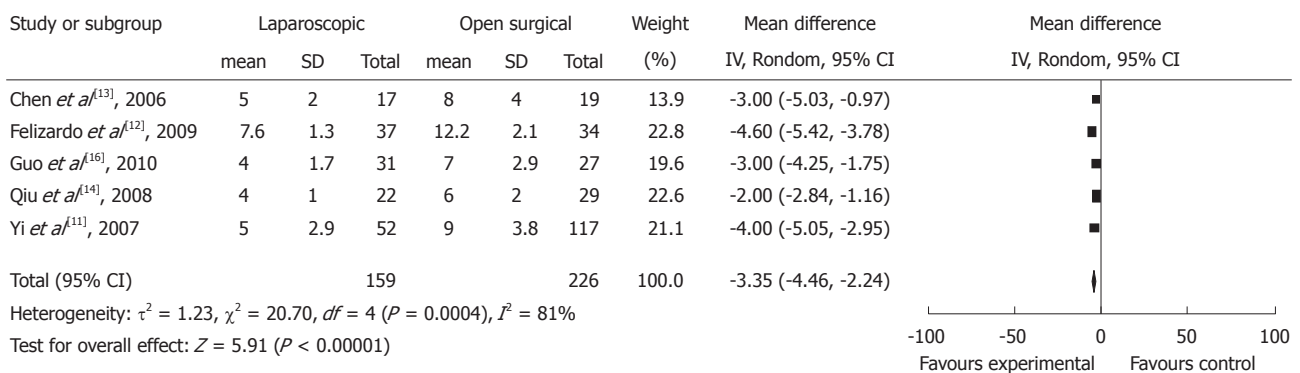 Study or subgroup Laparoscopic Open surgical Weight Mean difference Mean difference
mean SD Total mean SD Total (%) IV, Rondom, 95% CI IV, Rondom, 95% CI
Chen et al[13], 2006 5 2 17 8 4 19 13.9 -3.00 (-5.03, -0.97)
Felizardo et al[12], 2009 7.6 1.3 37 12.2 2.1 34 22.8 -4.60 (-5.42, -3.78)
Guo et al[16], 2010 4 1.7 31 7 2.9 27 19.6 -3.00 (-4.25, -1.75)
Qiu et al[14], 2008 4 1 22 6 2 29 22.6 -2.00 (-2.84, -1.16)
Yi et al[11], 2007 5 2.9 52 9 3.8 117 21.1 -4.00 (-5.05, -2.95)
Total (95% CI) 159 226 100.0 -3.35 (-4.46, -2.24)
Heterogeneity: τ² = 1.23, χ² = 20.70, df = 4 (P = 0.0004), I² = 81%
Test for overall effect: Z = 5.91 (P < 0.00001)
-100 -50 0 50 100
Favours experimental Favours control